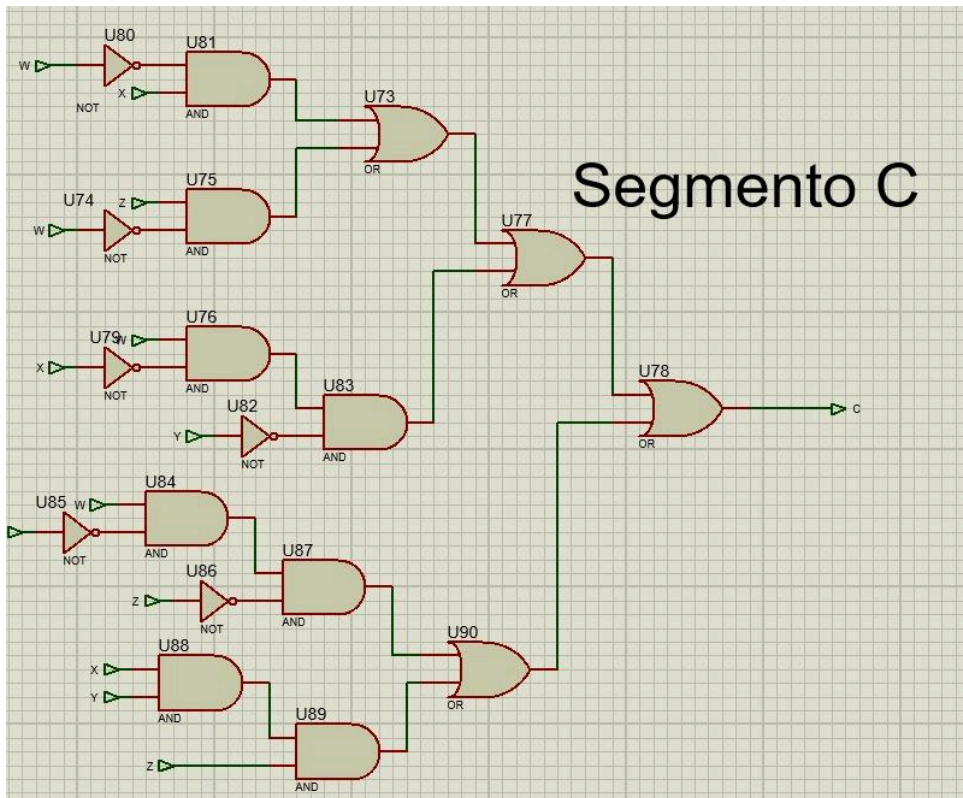 U80
U81
W
X
NOT
AND
U73
OR
Segmento C
U74
U75
Z
W
NOT
AND
U77
OR
U79
W
U76
X
NOT
AND
U83
U82
Y
NOT
AND
U78
C
OR
U85
W
U84
NOT
AND
U87
U86
Z
NOT
AND
U88
X
Y
AND
U90
OR
U89
Z
AND